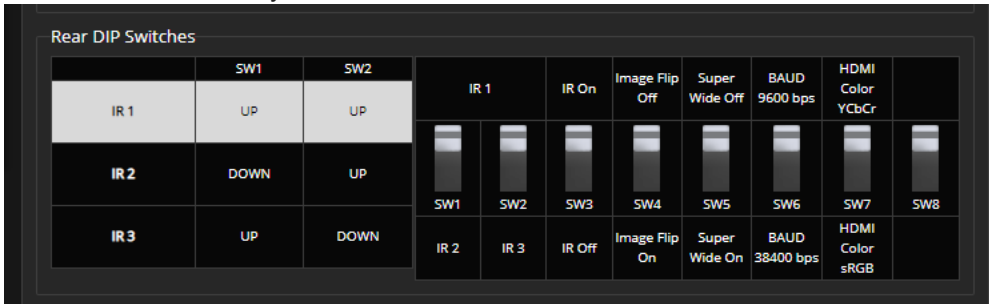 Rear DIP Switches
SW1 SW2
IR 1 UP UP
IR 2 DOWN UP
IR 3 UP DOWN
IR 1
IR On
Image Flip
Off
Super
Wide Off
BAUD
9600 bps
HDMI
Color
YCbCr
SW1 SW2 SW3 SW4 SW5 SW6 SW7 SW8
IR 2
IR 3
IR Off
Image Flip
On
Super
Wide On
BAUD
38400 bps
HDMI
Color
sRGB